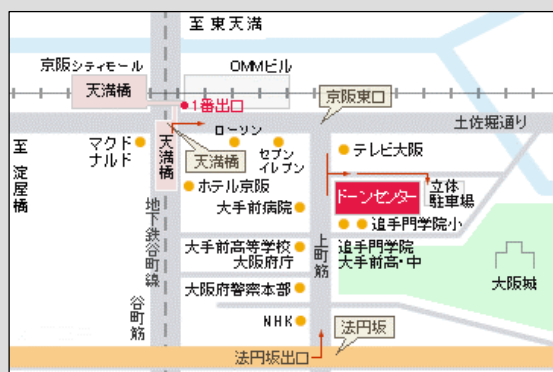 至 東天満
京阪シティモール
OMMビル
天満橋
1番出口
京阪東口
土佐堀通り
至 淀屋橋
マクド
ナルド
天満橋
天満橋
ローソン
セブン
イレブン
テレビ大阪
ホテル京阪
ドーンセンター
立体
駐車場
大手前病院
追手門学院小
地下鉄谷町線
上町筋
大手前高等学校
大阪府庁
追手門学院
大手前高・中
大阪城
大阪府警察本部
谷町筋
NHK
法円坂
法円坂出口